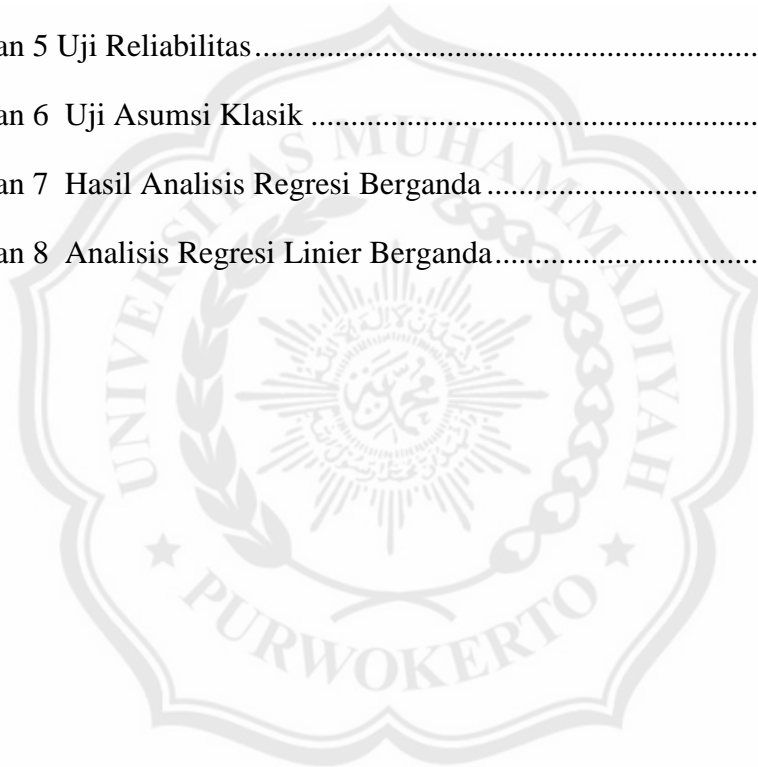 an 5 Uji Reliabilitas..............................................................
an 6  Uji Asumsi Klasik ........................................................
an 7  Hasil Analisis Regresi Berganda ..................................
an 8  Analisis Regresi Linier Berganda.................................
UNIVERSITAS MUHAMMADIYAH
PURWOKERTO